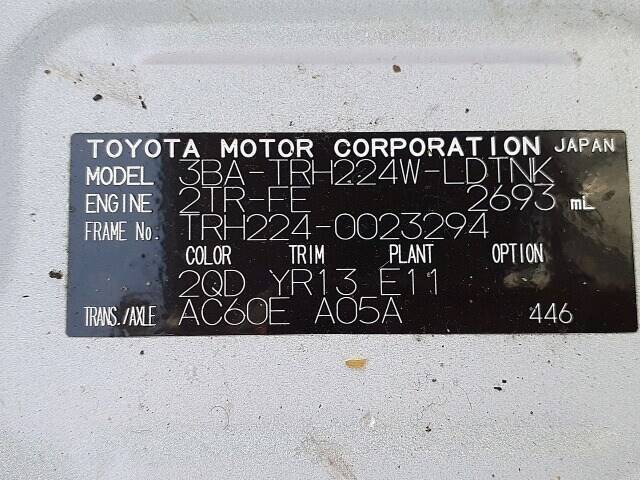 TOYOTA MOTOR CORPORATION JAPAN
MODEL 3BA-TRH224W-LDTNK
ENGINE 2TR-FE 2693 mL
FRAME No. TRH224-0023294
COLOR TRIM PLANT OPTION
2QD YR13 E11
TRANS./AXLE AC60E A05A 446